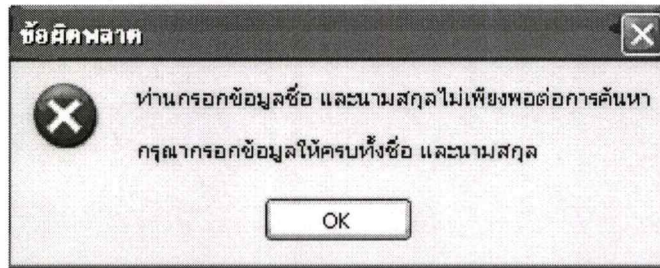 ข้อผิดพลาด
ท่านกรอกข้อมูลชื่อ และนามสกุลไม่เพียงพอต่อการค้นหา
กรุณากรอกข้อมูลให้ครบทั้งชื่อ และนามสกุล
OK